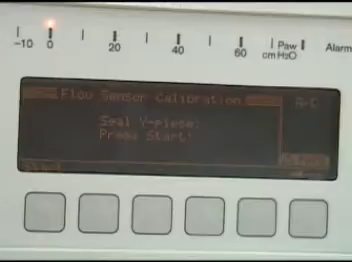 -10 0 20 40 60 Paw Alarm
cmH2O
Flow Sensor Calibration A-C
Seal Y-piece!
Press Start!